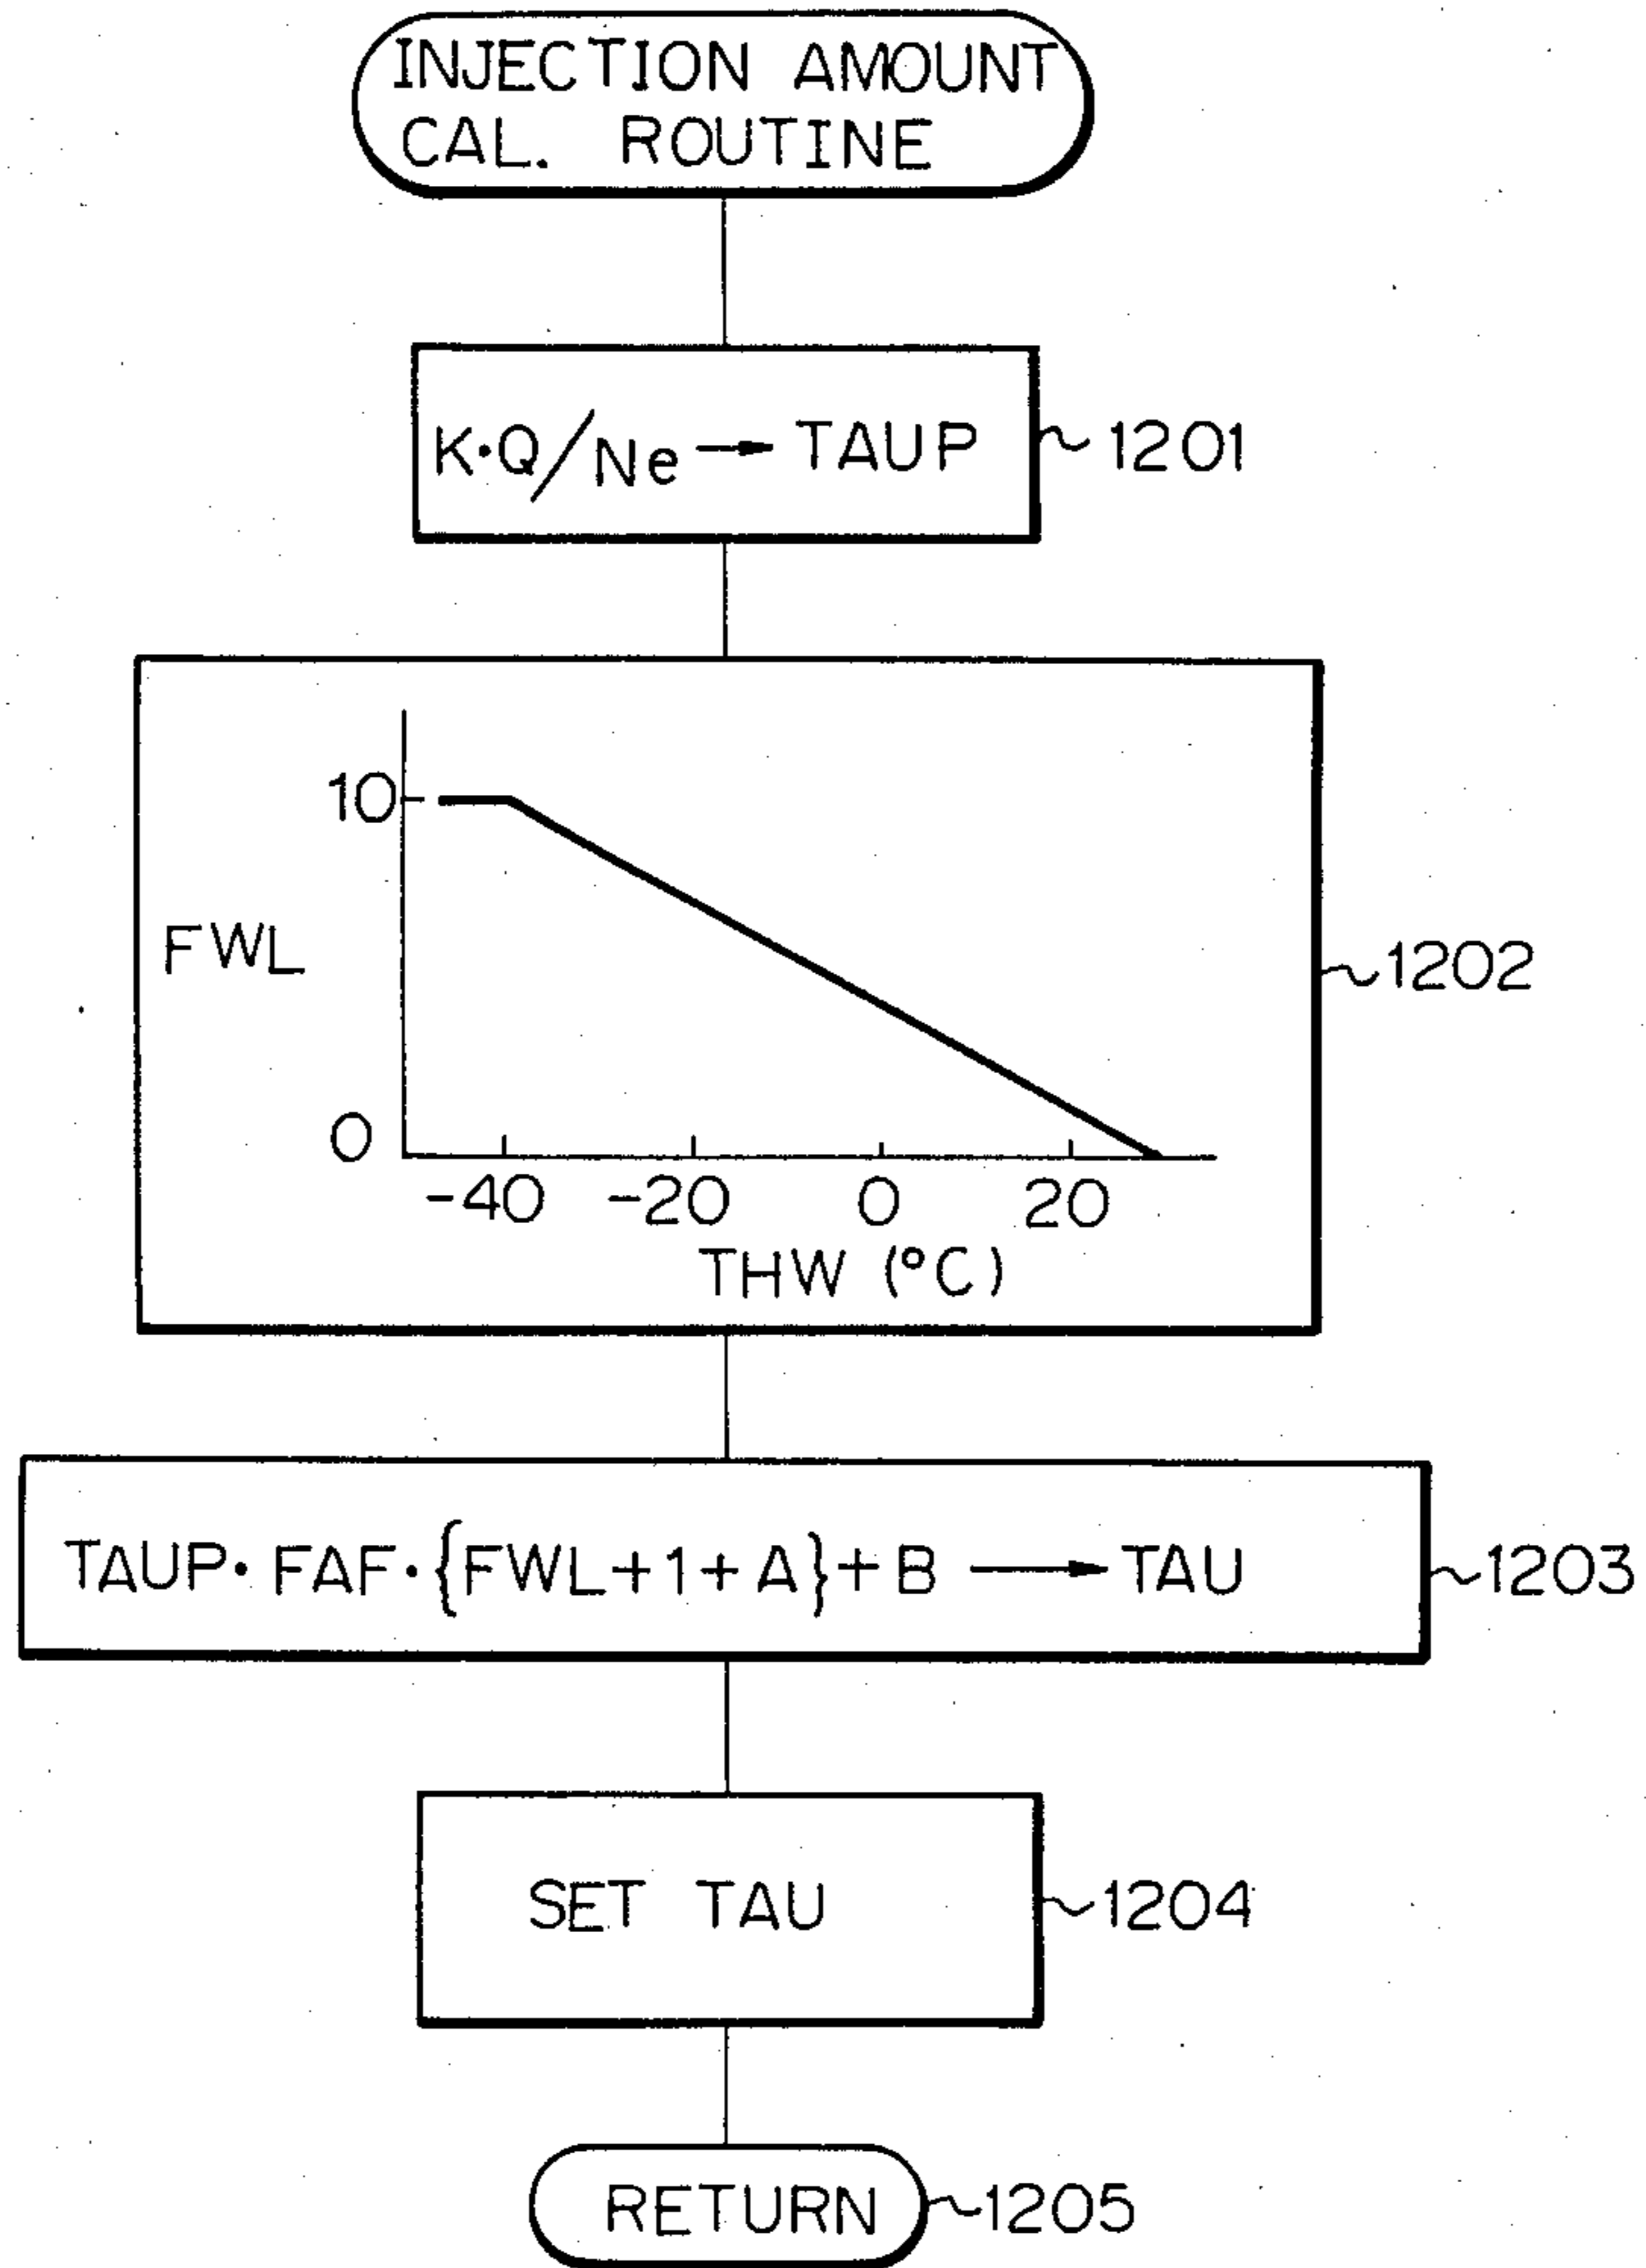 INJECTION AMOUNT
CAL. ROUTINE
K·Q/Ne → TAUP
1201
10
FWL
1202
0
-40 -20 0 20
THW (°C)
TAUP·FAF·{FWL+1+A}+B → TAU
1203
SET TAU
1204
RETURN
1205